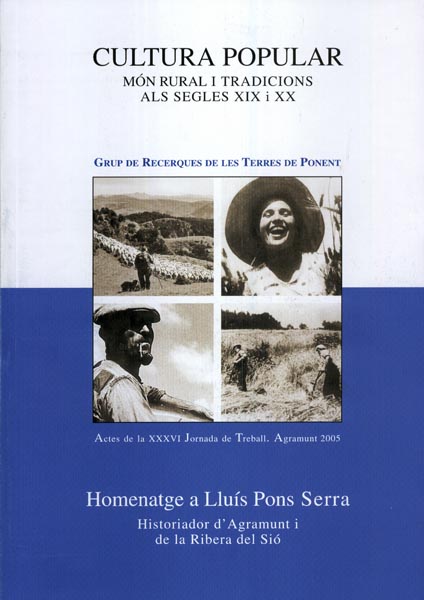 CULTURA POPULAR
MÓN RURAL I TRADICIONS
ALS SEGLES XIX i XX
GRUP DE RECERQUES DE LES TERRES DE PONENT
Actes de la XXXVI Jornada de Treball. Agramunt 2005
Homenatge a Lluís Pons Serra
Historiador d'Agramunt i
de la Ribera del Sió